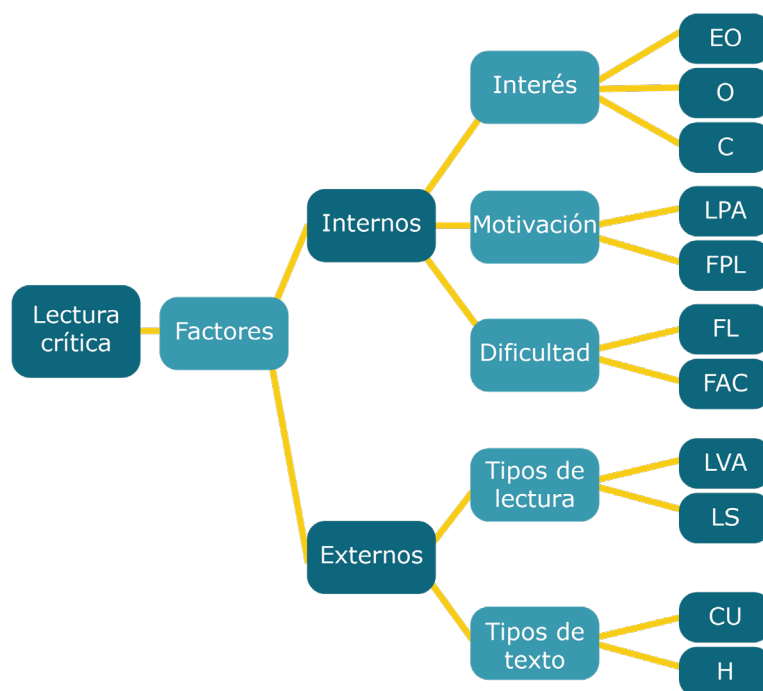 Lectura
crítica
Factores
Internos
Interés
EO
O
C
Motivación
LPA
FPL
Dificultad
FL
FAC
Externos
Tipos de
lectura
LVA
LS
Tipos de
texto
CU
H